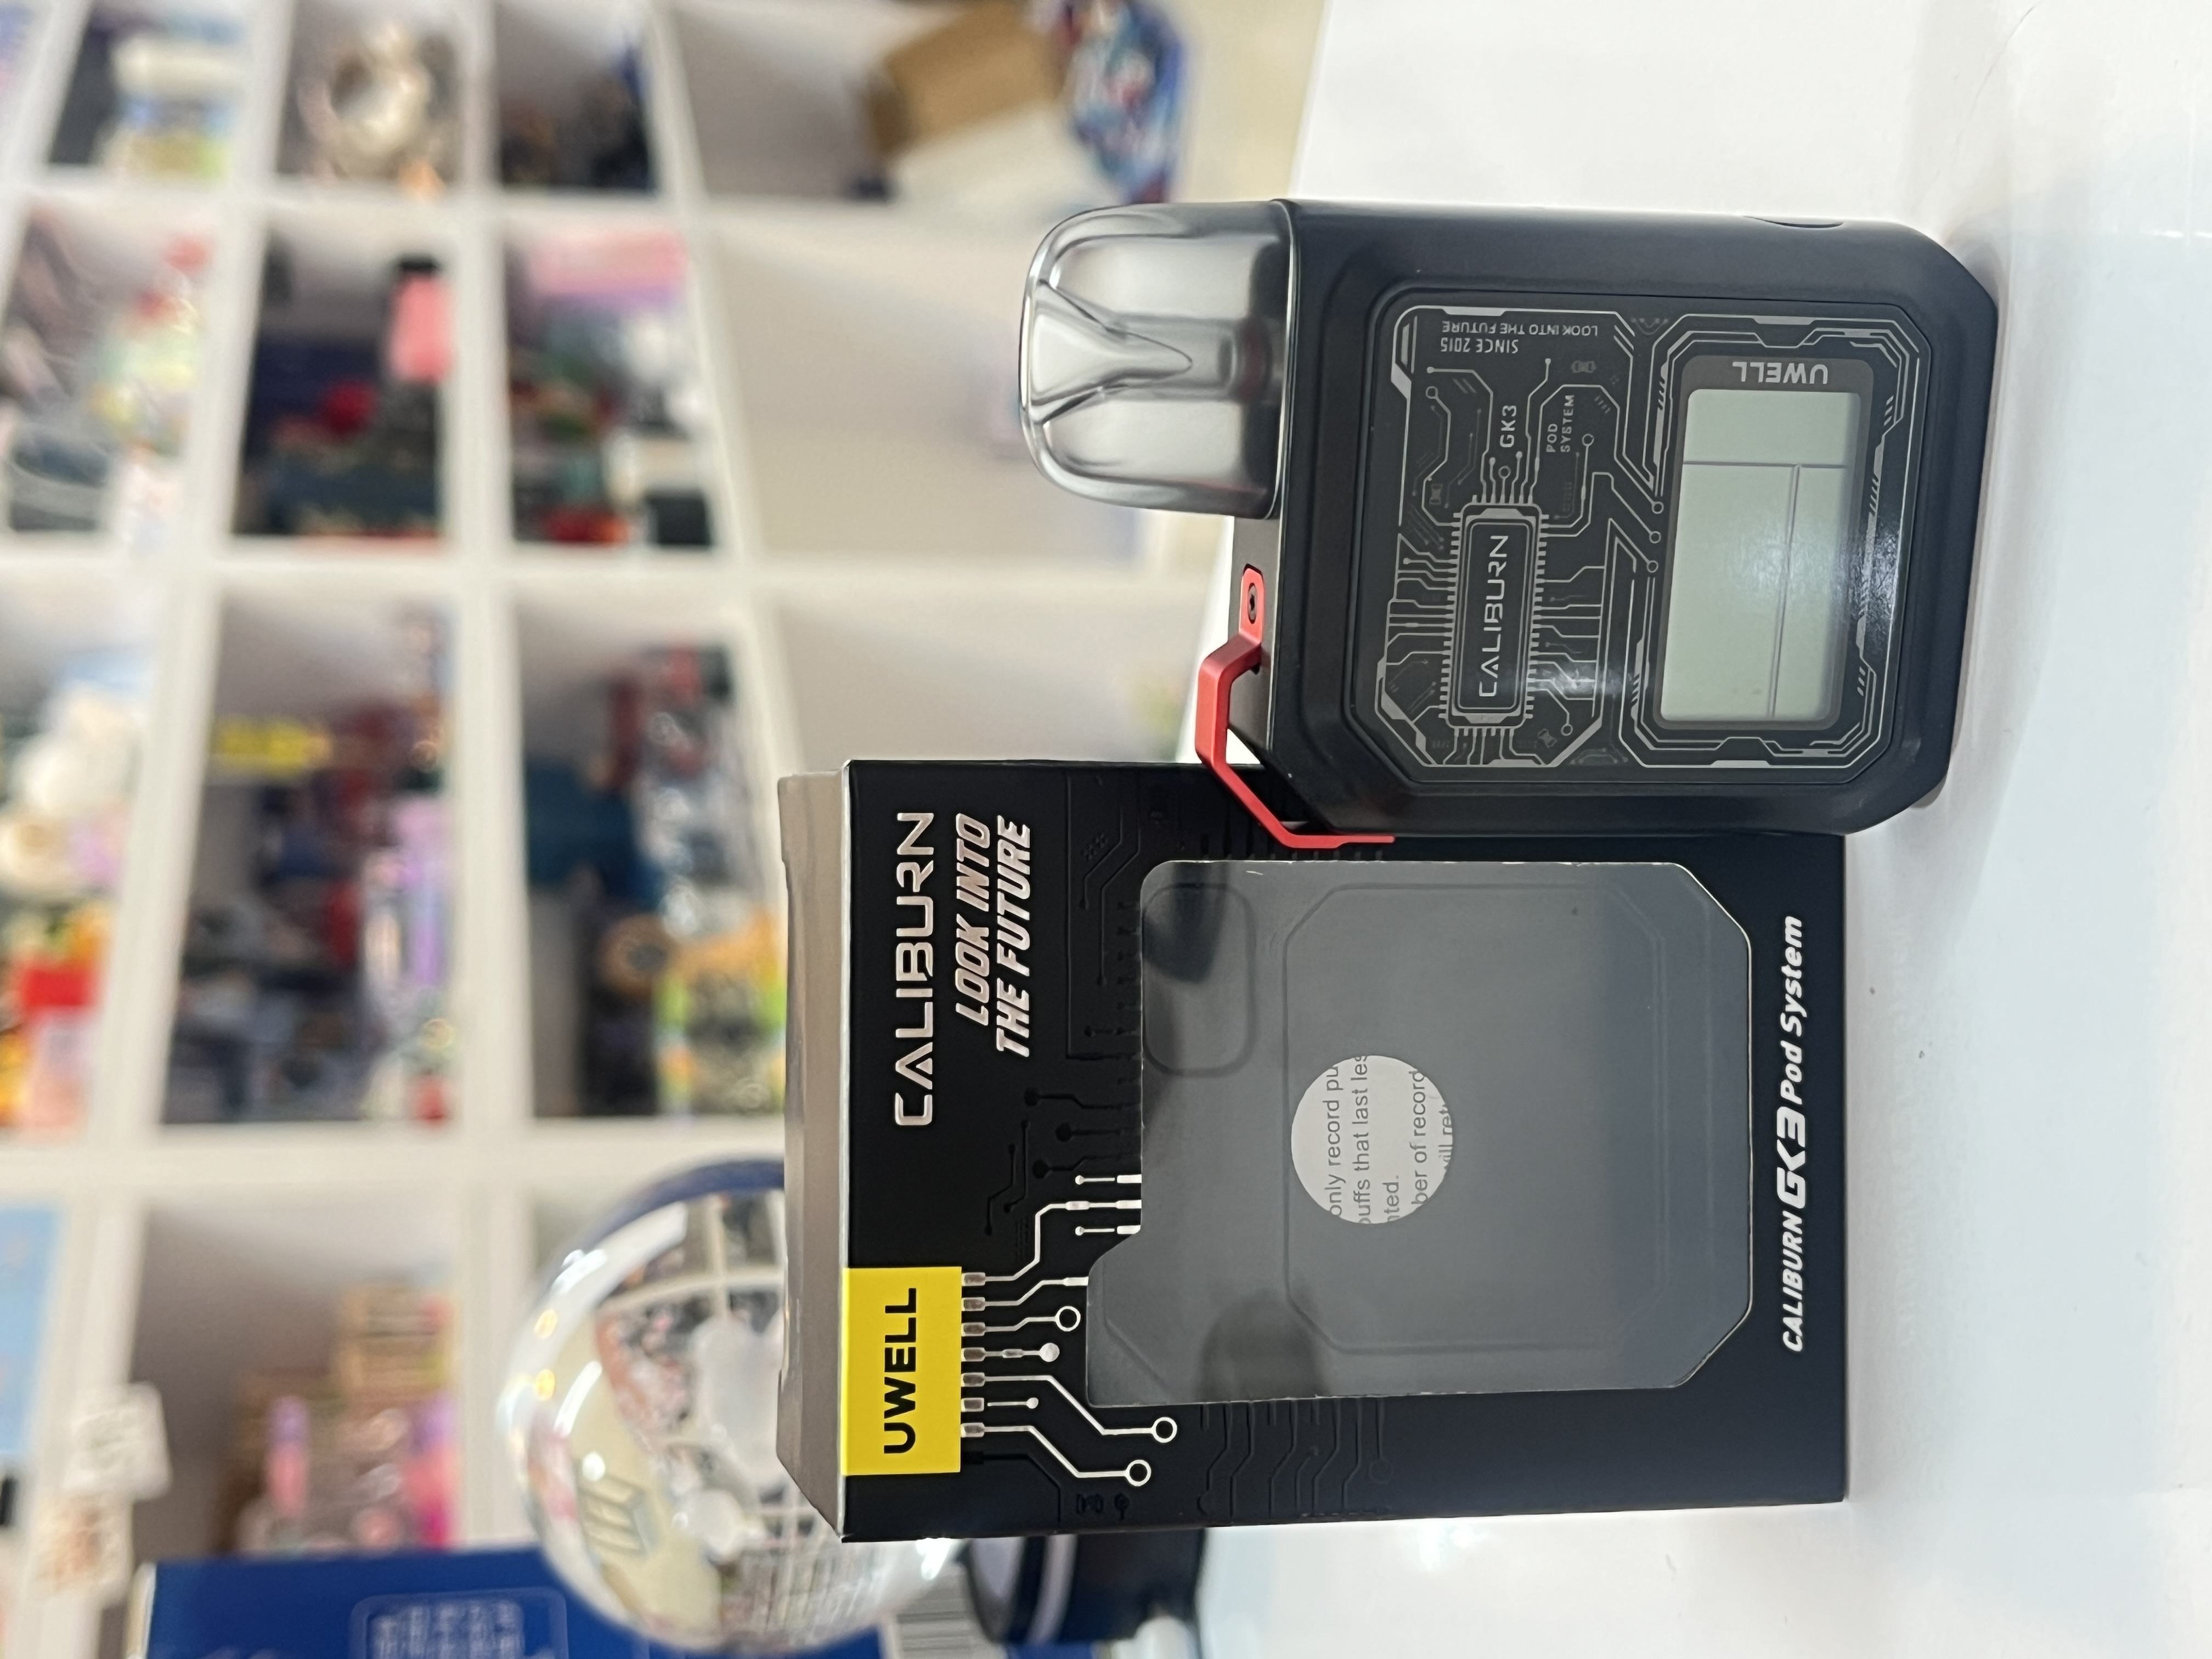 UWELL
CALIBURN
LOOK INTO
THE FUTURE
only record pu
puffs that last les
nted.
ber of record
will ret
CALIBURN GK3 Pod System
CALIBURN
GK3
POD
SYSTEM
SINCE 2015
LOOK INTO THE FUTURE
UWELL